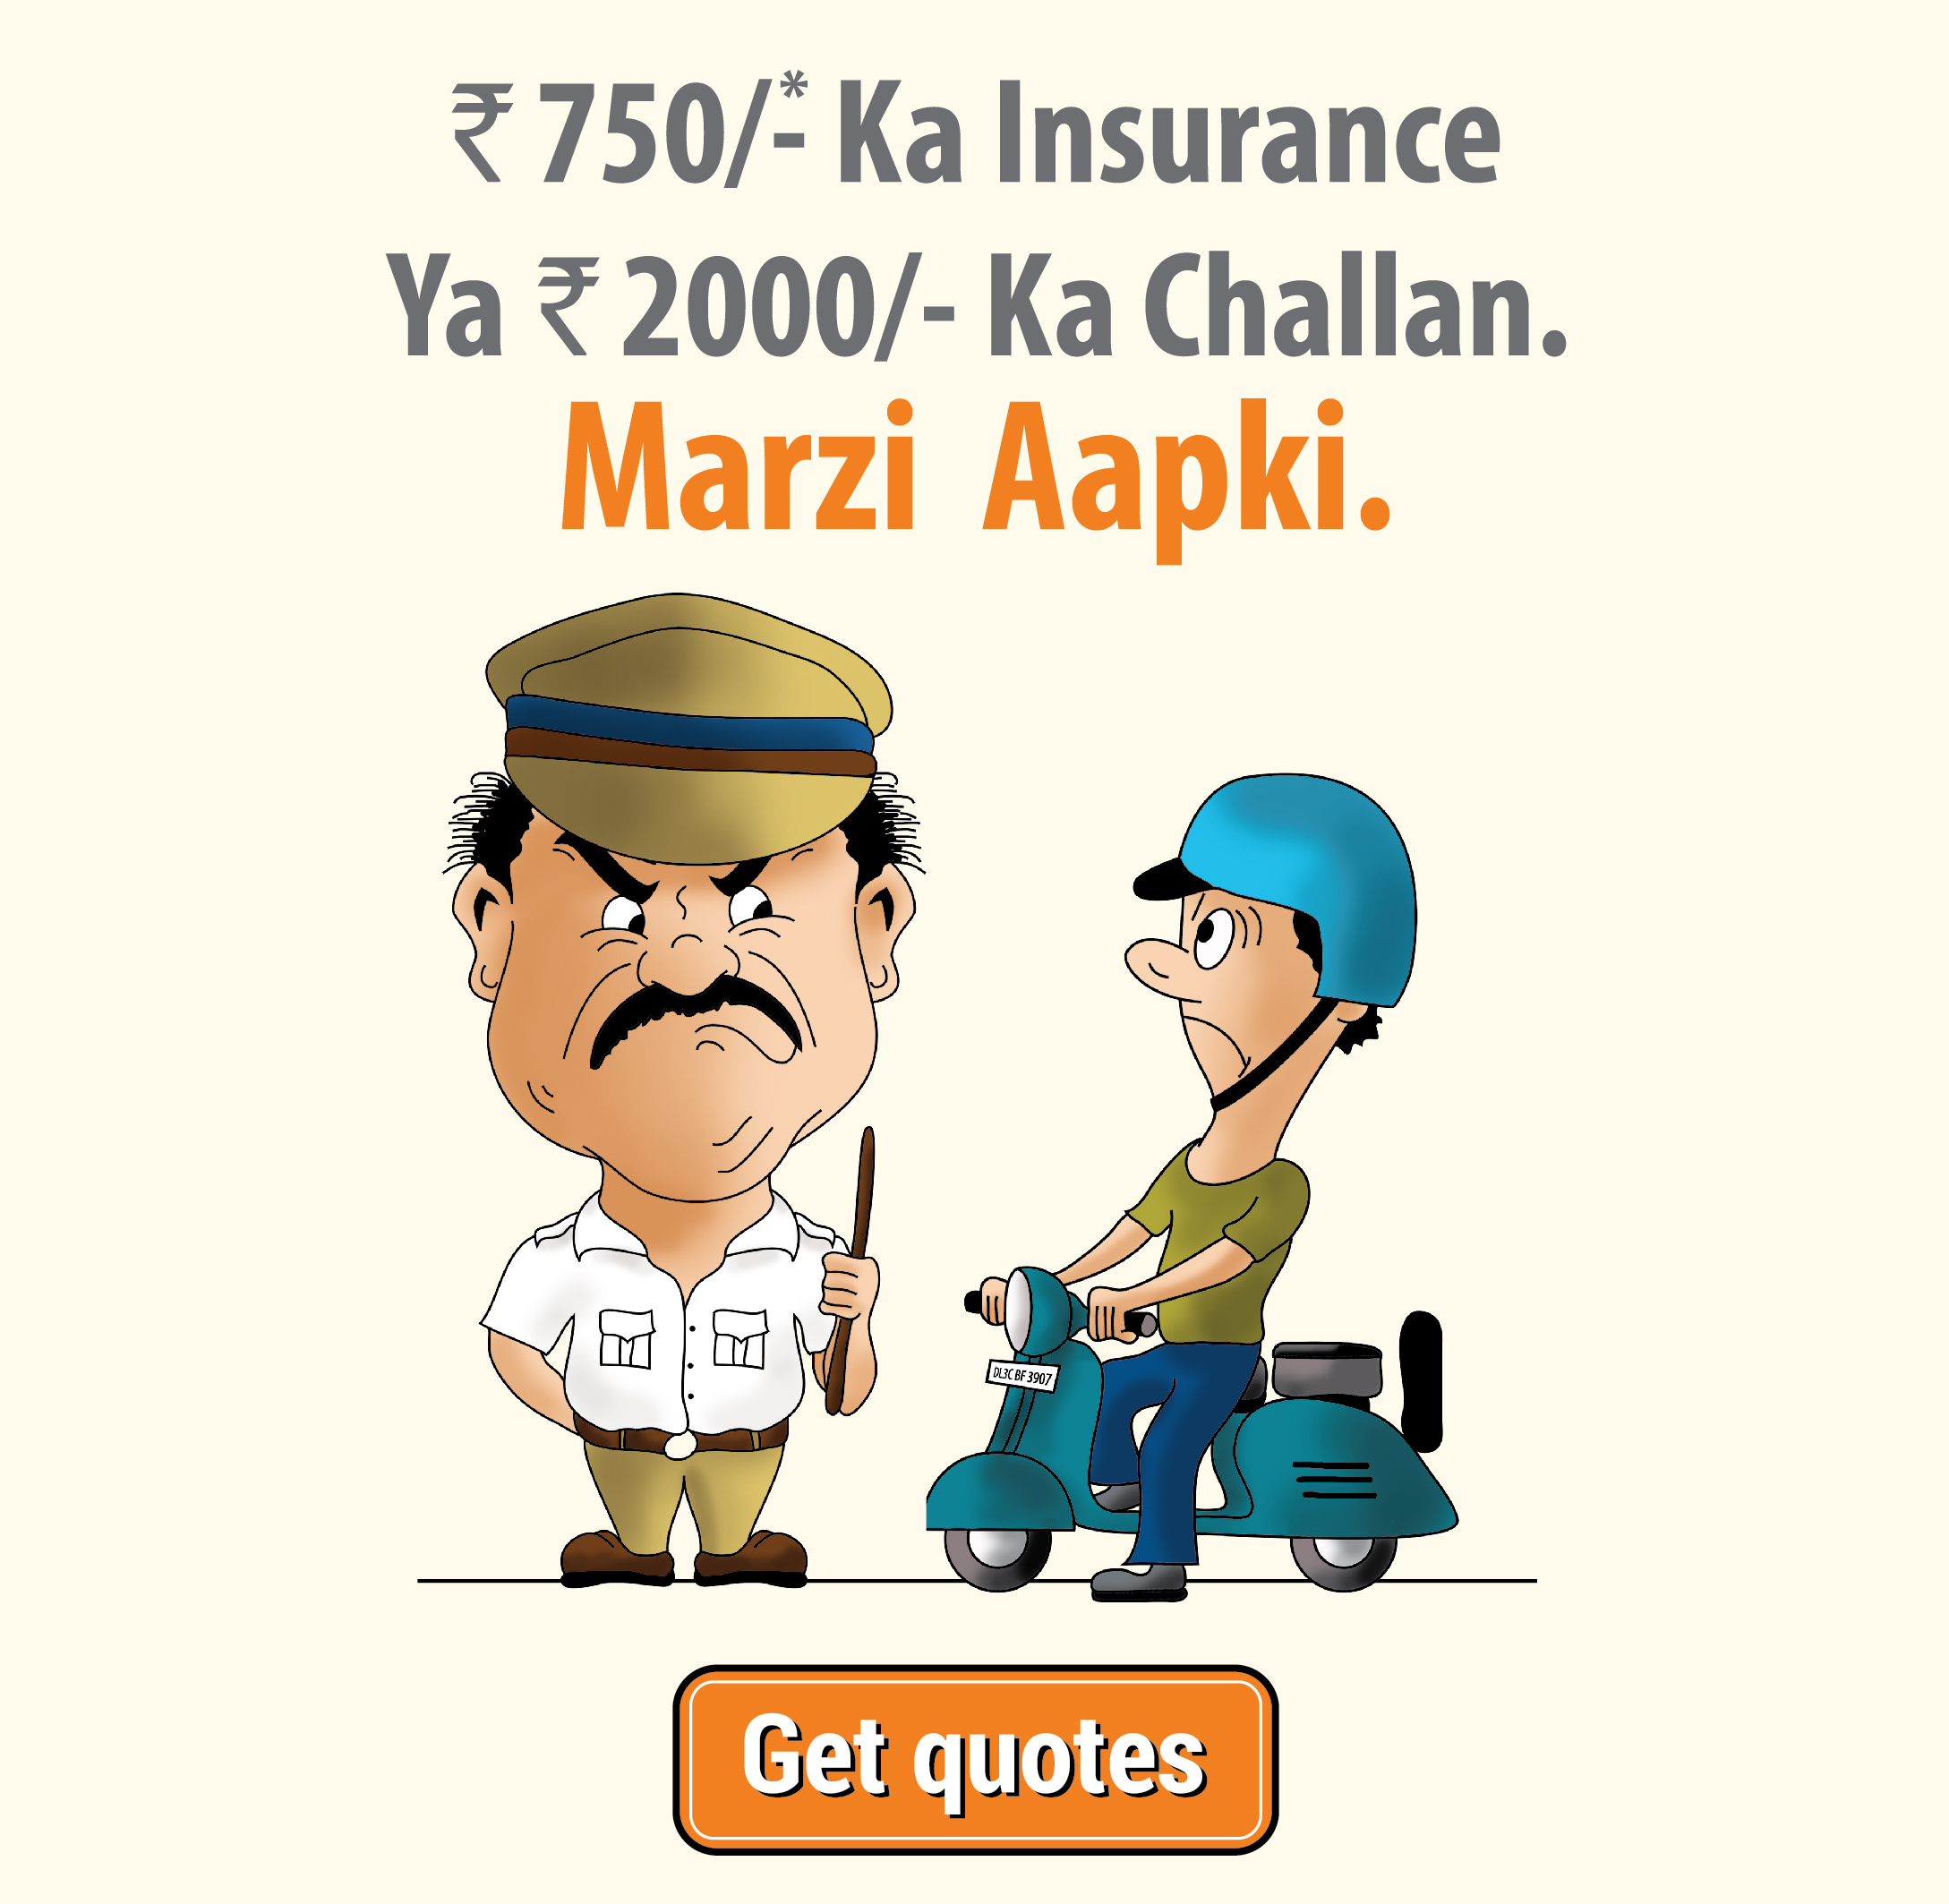 ₹ 750/-* Ka Insurance
Ya ₹ 2000/- Ka Challan.
Marzi Aapki.
DL3C BF 3907
Get quotes